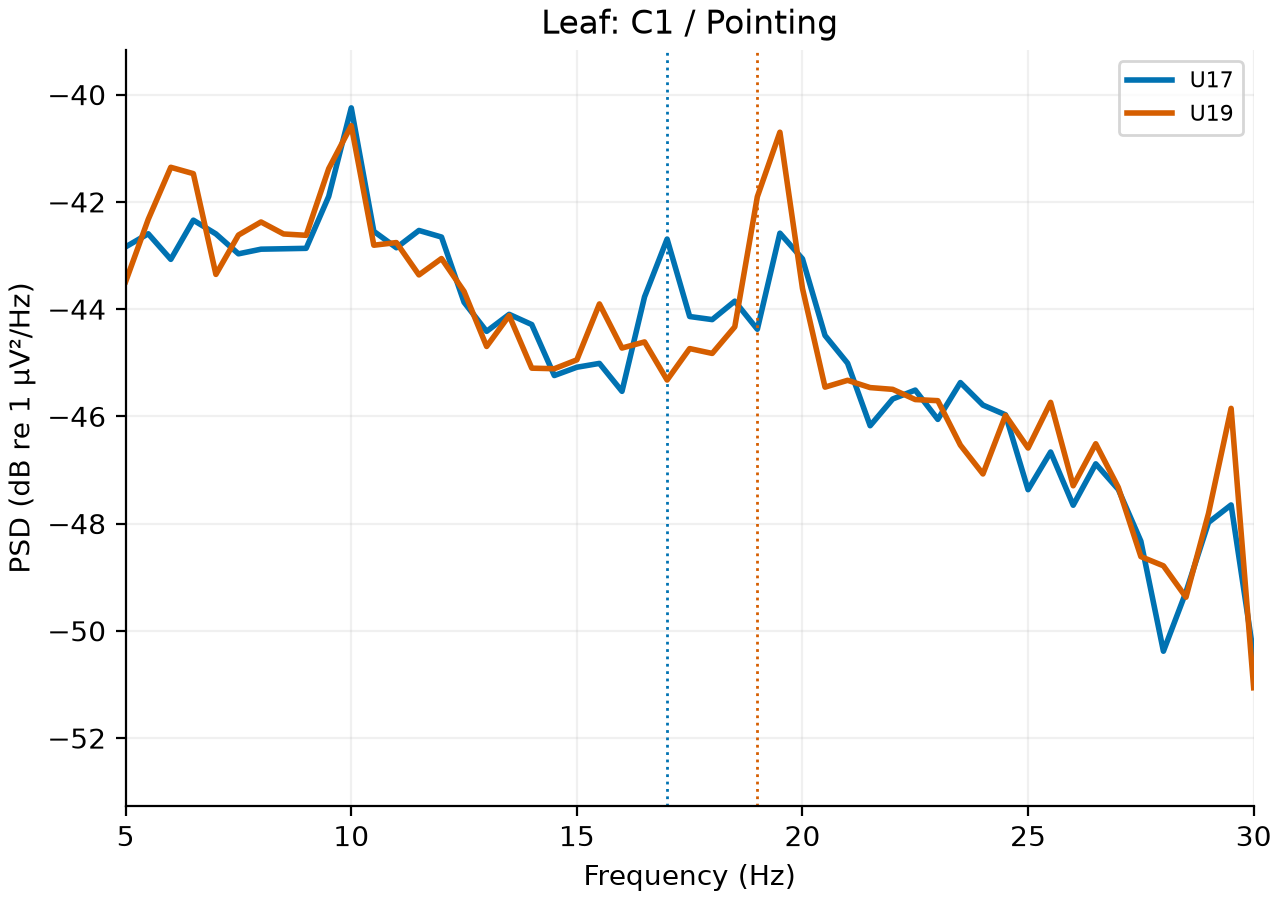 Leaf: C1 / Pointing
U17
U19
PSD (dB re 1 µV²/Hz)
−40
−42
−44
−46
−48
−50
−52
5
10
15
20
25
30
Frequency (Hz)